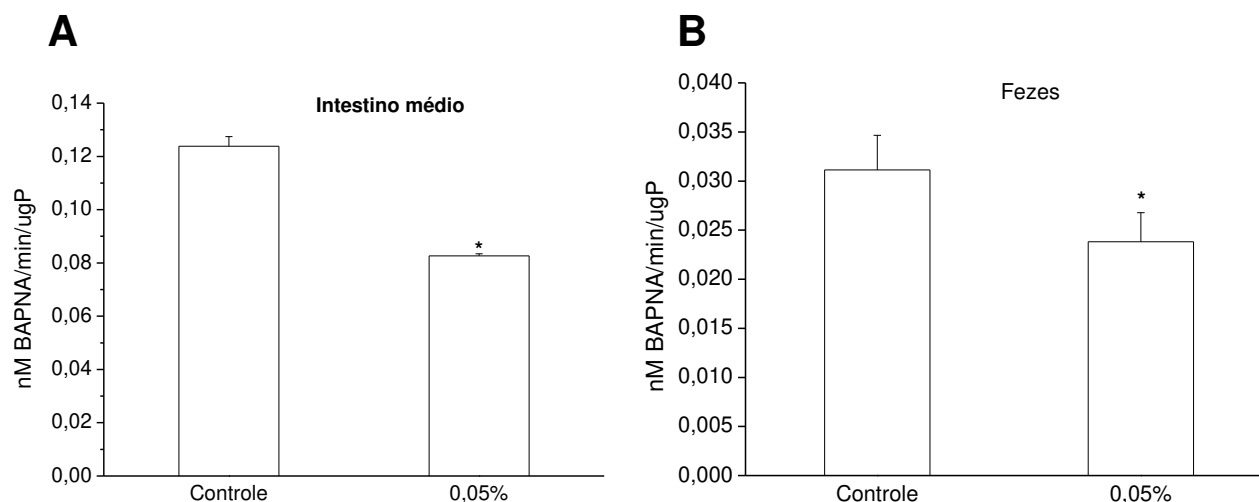 A
Intestino médio
nM BAPNA/min/ugP
0,14
0,12
0,10
0,08
0,06
0,04
0,02
0,00
*
Controle
0,05%
B
Fezes
nM BAPNA/min/ugP
0,040
0,035
0,030
0,025
0,020
0,015
0,010
0,005
0,000
*
Controle
0,05%